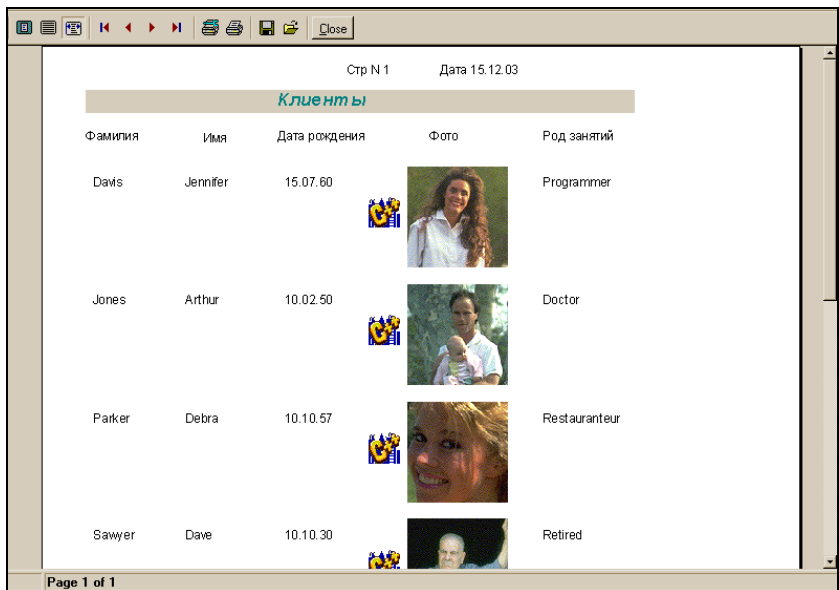 Close
Стр N 1 Дата 15.12.03
Клиенты
Фамилия Имя Дата рождения Фото Род занятий
Davis Jennifer 15.07.60 C++ Programmer
Jones Arthur 10.02.50 C++ Doctor
Parker Debra 10.10.57 C++ Restauranteur
Sawyer Dave 10.10.30 C++ Retired
Page 1 of 1